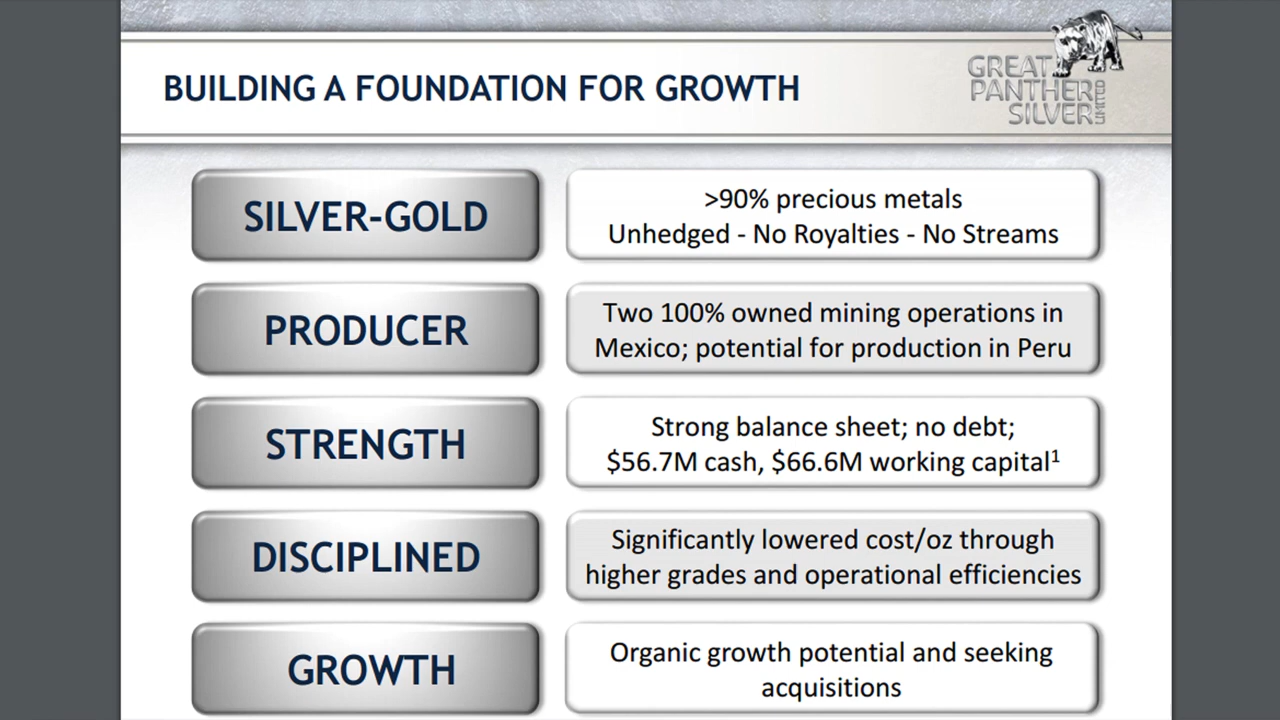 BUILDING A FOUNDATION FOR GROWTH
GREAT
PANTHER
SILVER
LIMITED
SILVER-GOLD
>90% precious metals
Unhedged - No Royalties - No Streams
PRODUCER
Two 100% owned mining operations in
Mexico; potential for production in Peru
STRENGTH
Strong balance sheet; no debt;
$56.7M cash, $66.6M working capital¹
DISCIPLINED
Significantly lowered cost/oz through
higher grades and operational efficiencies
GROWTH
Organic growth potential and seeking
acquisitions